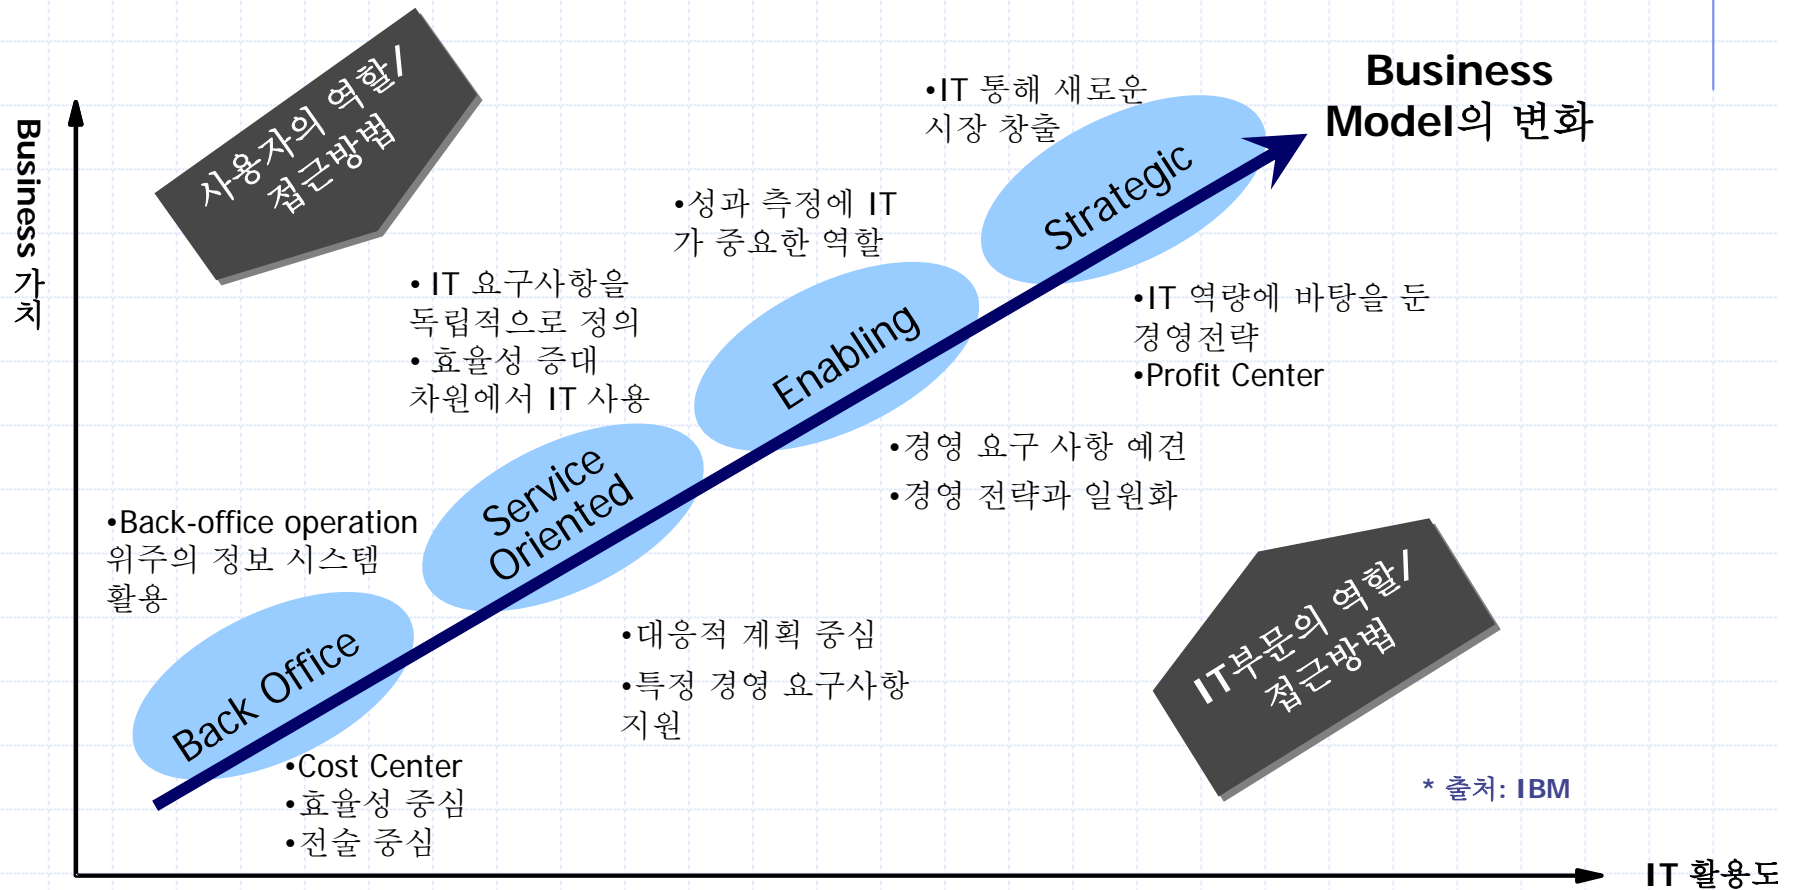 사용자의 역할/
접근방법
Business 가치
Business
Model의 변화
•IT 통해 새로운
시장 창출
Strategic
•성과 측정에 IT
가 중요한 역할
• IT 요구사항을
독립적으로 정의
• 효율성 증대
차원에서 IT 사용
Enabling
•IT 역량에 바탕을 둔
경영전략
•Profit Center
•경영 요구 사항 예견
•경영 전략과 일원화
Service
Oriented
•Back-office operation
위주의 정보 시스템
활용
Back Office
•대응적 계획 중심
•특정 경영 요구사항
지원
•Cost Center
•효율성 중심
•전술 중심
IT부문의 역할/
접근방법
* 출처: IBM
IT 활용도